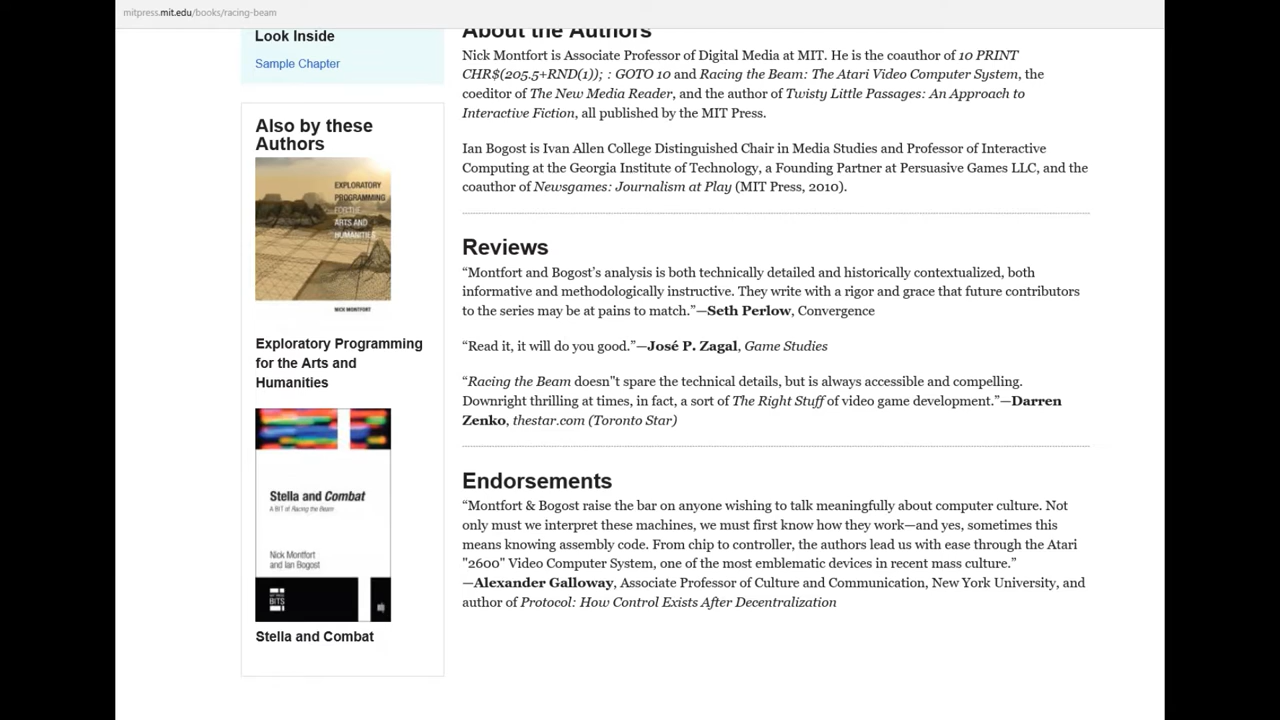 mitpress.mit.edu/books/racing-beam
Look Inside
Sample Chapter
Also by these
Authors
EXPLORATORY
PROGRAMMING
FOR THE
ARTS AND
HUMANITIES
NICK MONTFORT
Exploratory Programming
for the Arts and
Humanities
Stella and Combat
A BIT of Racing the Beam
Nick Montfort
and Ian Bogost
BITS
Stella and Combat
About the Authors
Nick Montfort is Associate Professor of Digital Media at MIT. He is the coauthor of 10 PRINT
CHR$(205.5+RND(1)); : GOTO 10 and Racing the Beam: The Atari Video Computer System, the
coeditor of The New Media Reader, and the author of Twisty Little Passages: An Approach to
Interactive Fiction, all published by the MIT Press.
Ian Bogost is Ivan Allen College Distinguished Chair in Media Studies and Professor of Interactive
Computing at the Georgia Institute of Technology, a Founding Partner at Persuasive Games LLC, and the
coauthor of Newsgames: Journalism at Play (MIT Press, 2010).
Reviews
“Montfort and Bogost’s analysis is both technically detailed and historically contextualized, both
informative and methodologically instructive. They write with a rigor and grace that future contributors
to the series may be at pains to match.”—Seth Perlow, Convergence
“Read it, it will do you good.”—José P. Zagal, Game Studies
“Racing the Beam doesn"t spare the technical details, but is always accessible and compelling.
Downright thrilling at times, in fact, a sort of The Right Stuff of video game development.”—Darren
Zenko, thestar.com (Toronto Star)
Endorsements
“Montfort & Bogost raise the bar on anyone wishing to talk meaningfully about computer culture. Not
only must we interpret these machines, we must first know how they work—and yes, sometimes this
means knowing assembly code. From chip to controller, the authors lead us with ease through the Atari
"2600" Video Computer System, one of the most emblematic devices in recent mass culture.”
—Alexander Galloway, Associate Professor of Culture and Communication, New York University, and
author of Protocol: How Control Exists After Decentralization